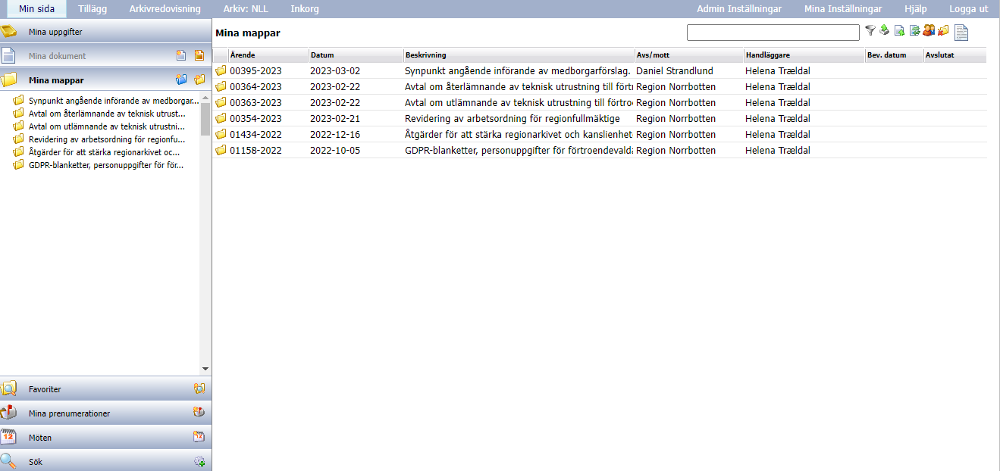 Min sida Tillägg Arkivredovisning Arkiv: NLL Inkorg Admin Inställningar Mina Inställningar Hjälp Logga ut
Mina uppgifter
Mina dokument
Mina mappar
Synpunkt angående införande av medborgar...
Avtal om återlämnande av teknisk utrust...
Avtal om utlämnande av teknisk utrustni...
Revidering av arbetsordning för regionfu...
Åtgärder för att stärka regionarkivet oc...
GDPR-blanketter, personuppgifter för för...
Favoriter
Mina prenumerationer
12 Möten 12
Sök
Mina mappar
Ärende Datum Beskrivning Avs/mott Handläggare Bev. datum Avslutat
00395-2023 2023-03-02 Synpunkt angående införande av medborgarförslag. Daniel Strandlund Helena Trældal
00364-2023 2023-02-22 Avtal om återlämnande av teknisk utrustning till förtr Region Norrbotten Helena Trældal
00363-2023 2023-02-22 Avtal om utlämnande av teknisk utrustning till förtro Region Norrbotten Helena Trældal
00354-2023 2023-02-21 Revidering av arbetsordning för regionfullmäktige Region Norrbotten Helena Trældal
01434-2022 2022-12-16 Åtgärder för att stärka regionarkivet och kanslienhet Region Norrbotten Helena Trældal
01158-2022 2022-10-05 GDPR-blanketter, personuppgifter för förtroendevalda Region Norrbotten Helena Trældal